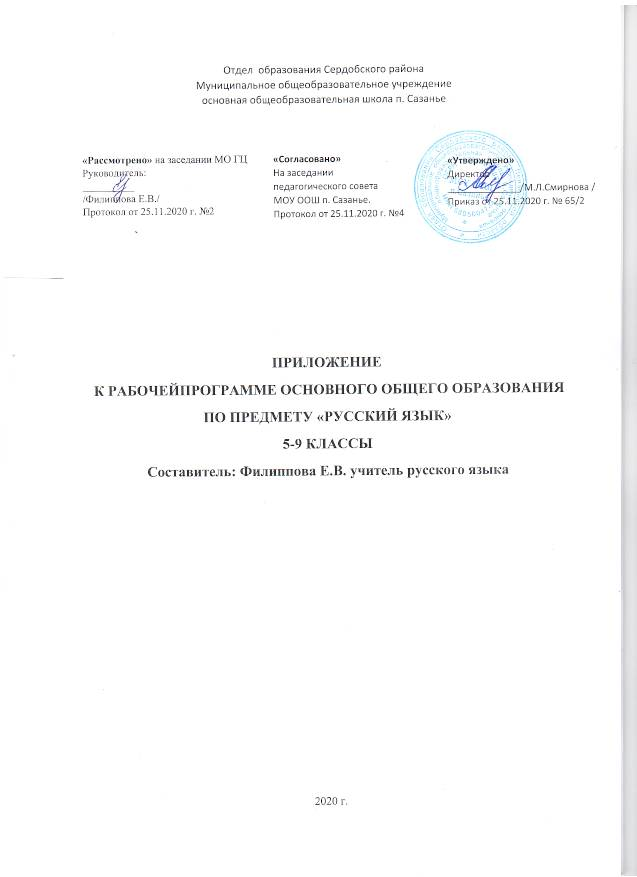 Отдел образования Сердобского района
Муниципальное общеобразовательное учреждение
основная общеобразовательная школа п. Сазанье
«Рассмотрено» на заседании МО ГЦ
Руководитель:
/Филиппова Е.В./
Протокол от 25.11.2020 г. №2
«Согласовано»
На заседании
педагогического совета
МОУ ООШ п. Сазанье.
Протокол от 25.11.2020 г. №4
«Утверждено»
Директор
/М.Л.Смирнова /
Приказ от 25.11.2020 г. № 65/2
ПРИЛОЖЕНИЕ
К РАБОЧЕЙПРОГРАММЕ ОСНОВНОГО ОБЩЕГО ОБРАЗОВАНИЯ
ПО ПРЕДМЕТУ «РУССКИЙ ЯЗЫК»
5-9 КЛАССЫ
Составитель: Филиппова Е.В. учитель русского языка
2020 г.